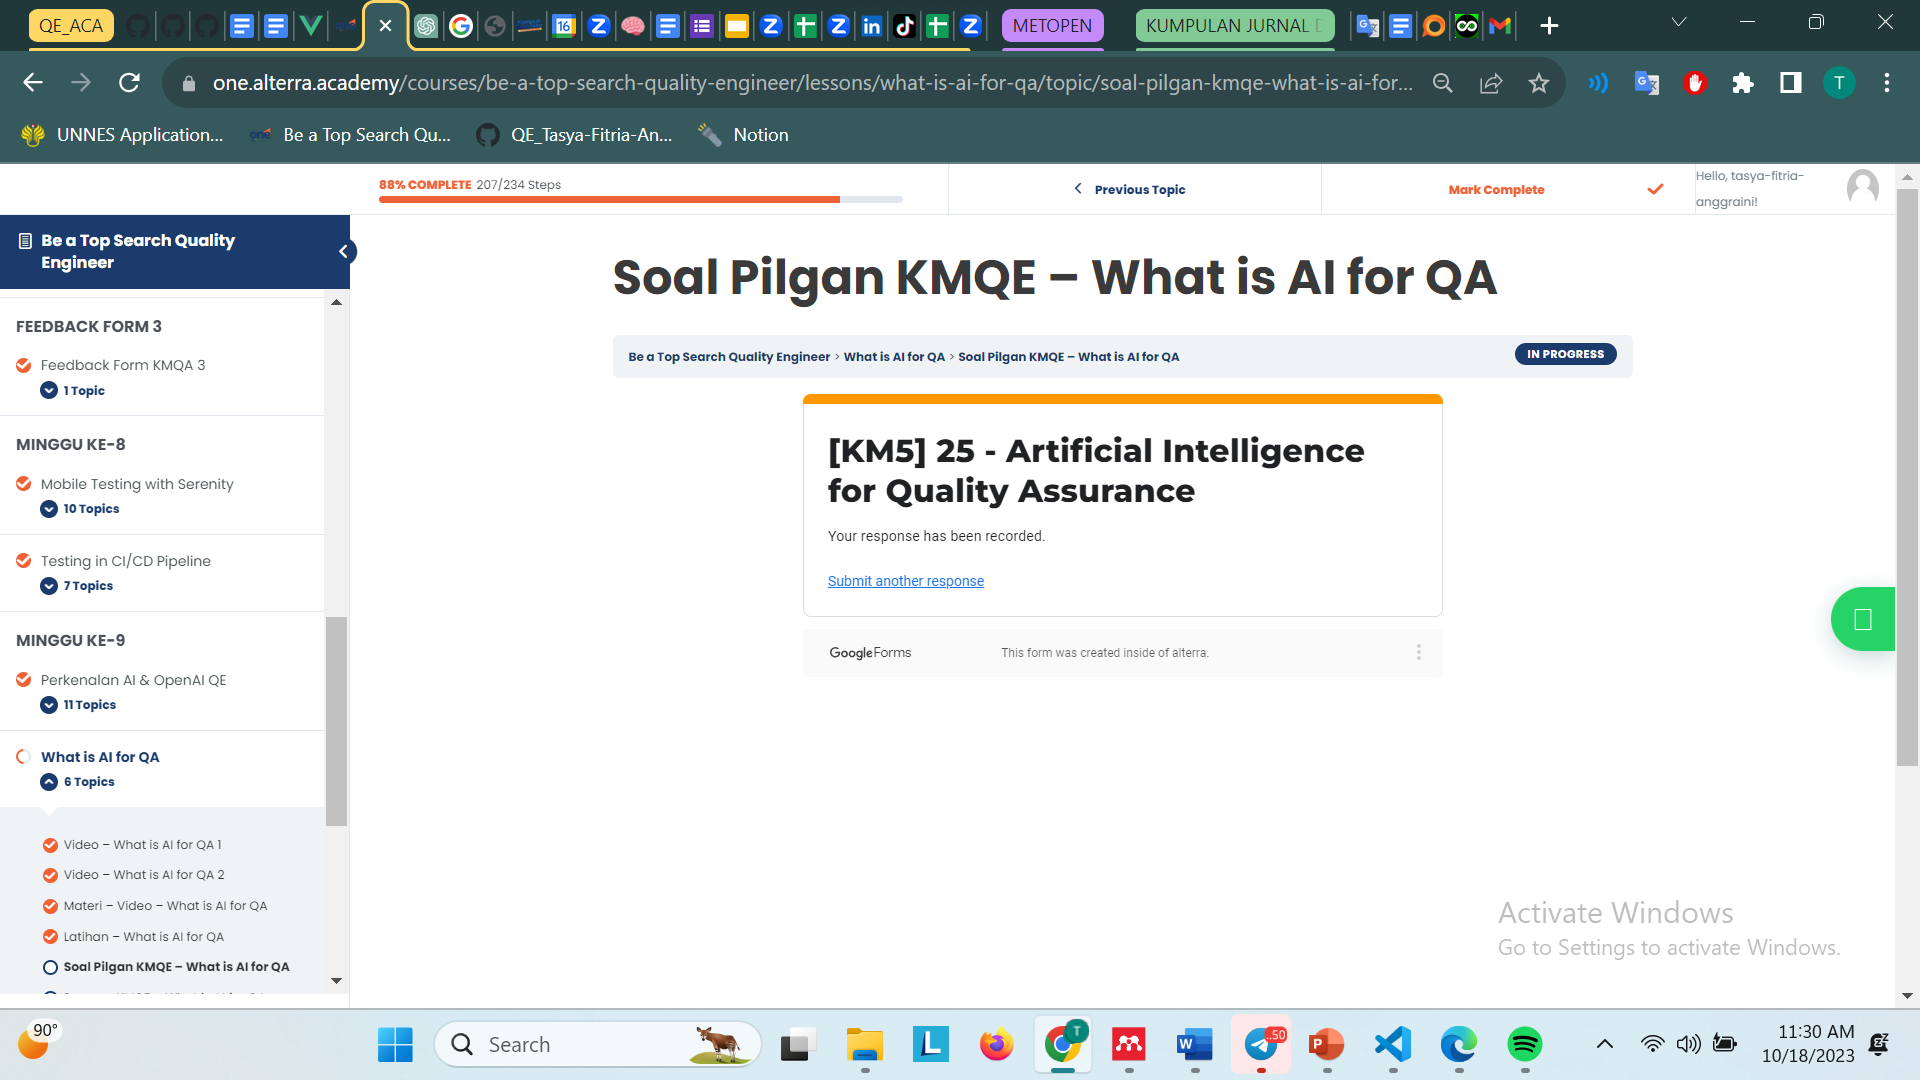 QE_ACA
16
METOPEN
KUMPULAN JURNAL
one.alterra.academy/courses/be-a-top-search-quality-engineer/lessons/what-is-ai-for-qa/topic/soal-pilgan-kmqe-what-is-ai-for...
T
UNNES Application...
one
Be a Top Search Qu...
QE_Tasya-Fitria-An...
Notion
88% COMPLETE 207/234 Steps
Previous Topic
Mark Complete
Hello, tasya-fitria-
anggraini!
Be a Top Search Quality
Engineer
FEEDBACK FORM 3
Feedback Form KMQA 3
1 Topic
MINGGU KE-8
Mobile Testing with Serenity
10 Topics
Testing in CI/CD Pipeline
7 Topics
MINGGU KE-9
Perkenalan AI & OpenAI QE
11 Topics
What is AI for QA
6 Topics
Video – What is AI for QA 1
Video – What is AI for QA 2
Materi – Video – What is AI for QA
Latihan – What is AI for QA
Soal Pilgan KMQE – What is AI for QA
Soal Pilgan KMQE – What is AI for QA
Be a Top Search Quality Engineer > What is AI for QA > Soal Pilgan KMQE – What is AI for QA
IN PROGRESS
[KM5] 25 - Artificial Intelligence
for Quality Assurance
Your response has been recorded.
Submit another response
Google Forms
This form was created inside of alterra.
Activate Windows
Go to Settings to activate Windows.
90°
Search
T
..50
11:30 AM
10/18/2023